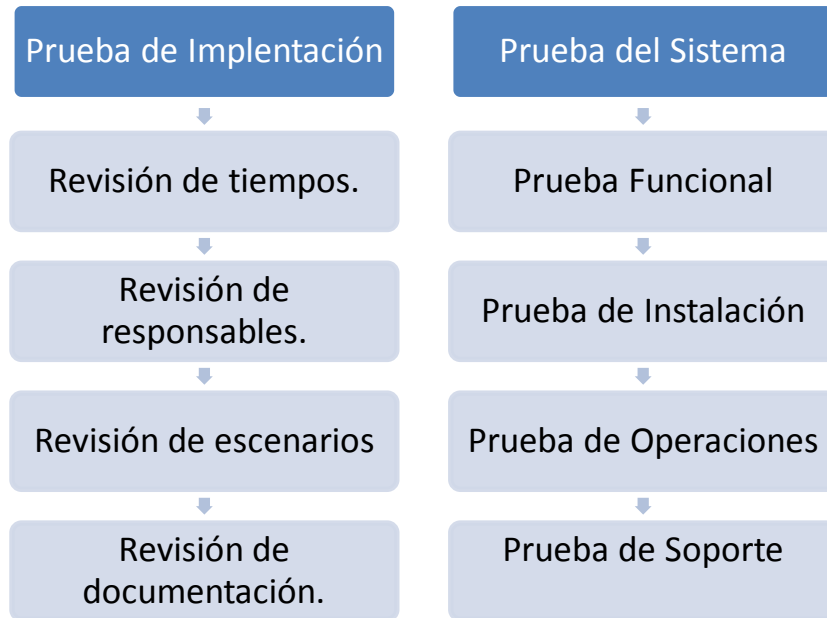 Prueba de Implentación
Revisión de tiempos.
Revisión de
responsables.
Revisión de escenarios
Revisión de
documentación.
Prueba del Sistema
Prueba Funcional
Prueba de Instalación
Prueba de Operaciones
Prueba de Soporte